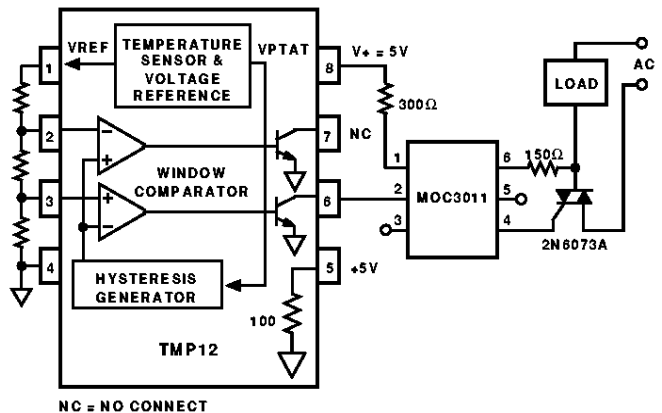 VREF
TEMPERATURE
SENSOR &
VOLTAGE
REFERENCE
VPTAT
1
8
V+ = 5V
300Ω
AC
LOAD
2
−
+
7
NC
WINDOW
COMPARATOR
3
+
−
6
1
2
3
MOC3011
6
5
4
150Ω
2N6073A
4
HYSTERESIS
GENERATOR
5
+5V
100
TMP12
NC = NO CONNECT